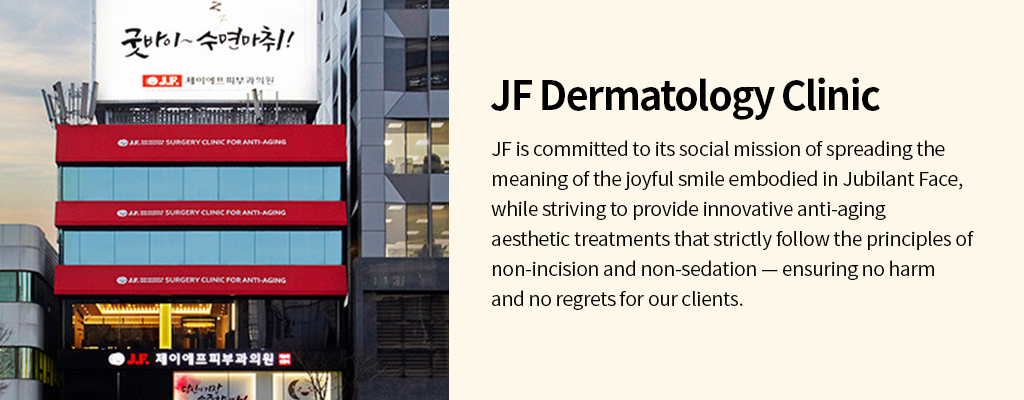 굿바이~ 수면마취!
J.F. 제이에프피부과의원
J.F. SURGERY CLINIC FOR ANTI-AGING
J.F. SURGERY CLINIC FOR ANTI-AGING
J.F. SURGERY CLINIC FOR ANTI-AGING
J.F. 제이에프피부과의원
JF Dermatology Clinic
JF is committed to its social mission of spreading the
meaning of the joyful smile embodied in Jubilant Face,
while striving to provide innovative anti-aging
aesthetic treatments that strictly follow the principles of
non-incision and non-sedation — ensuring no harm
and no regrets for our clients.